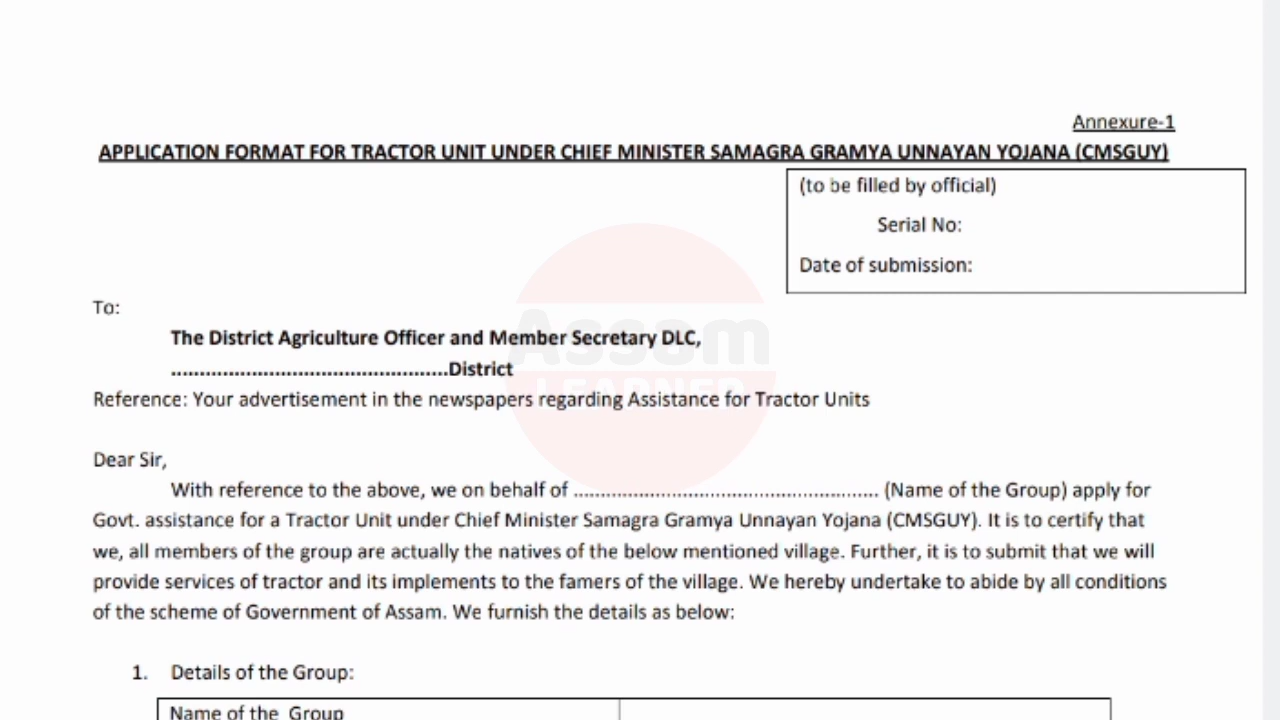 Annexure-1
APPLICATION FORMAT FOR TRACTOR UNIT UNDER CHIEF MINISTER SAMAGRA GRAMYA UNNAYAN YOJANA (CMSGUY)
(to be filled by official)
Serial No:
Date of submission:
To:
The District Agriculture Officer and Member Secretary DLC,
................................................District
Reference: Your advertisement in the newspapers regarding Assistance for Tractor Units
Assam
LEARNER
Dear Sir,
With reference to the above, we on behalf of ........................................................ (Name of the Group) apply for
Govt. assistance for a Tractor Unit under Chief Minister Samagra Gramya Unnayan Yojana (CMSGUY). It is to certify that
we, all members of the group are actually the natives of the below mentioned village. Further, it is to submit that we will
provide services of tractor and its implements to the famers of the village. We hereby undertake to abide by all conditions
of the scheme of Government of Assam. We furnish the details as below:
1. Details of the Group:
Name of the Group